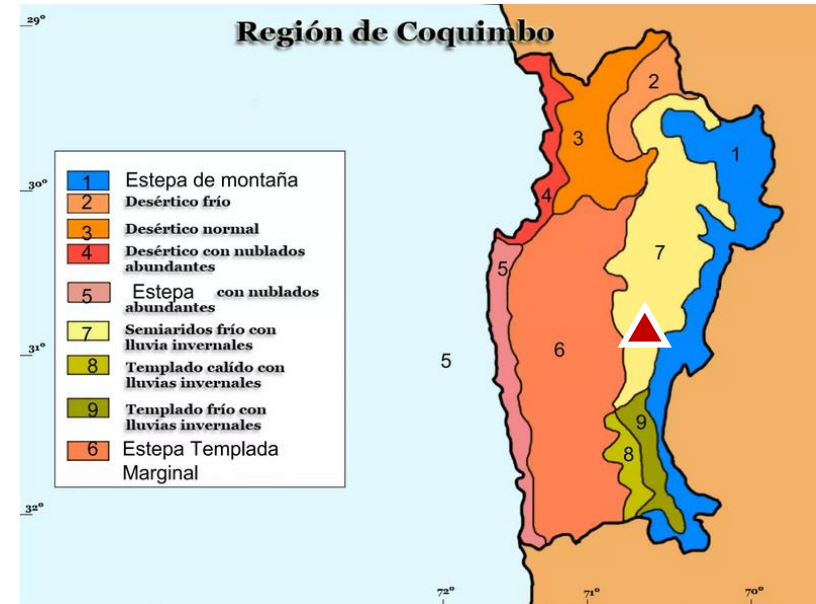 29°
Región de Coquimbo
2
3
1
30°
1 Estepa de montaña
2 Desértico frío
3 Desértico normal
4 Desértico con nublados
abundantes
5 Estepa con nublados
abundantes
7 Semiaridos frío con
lluvia invernales
8 Templado calído con
lluvias invernales
9 Templado frío con
lluvias invernales
6 Estepa Templada
Marginal
4
7
5
31°
5
6
9
8
32°
72°
71°
70°